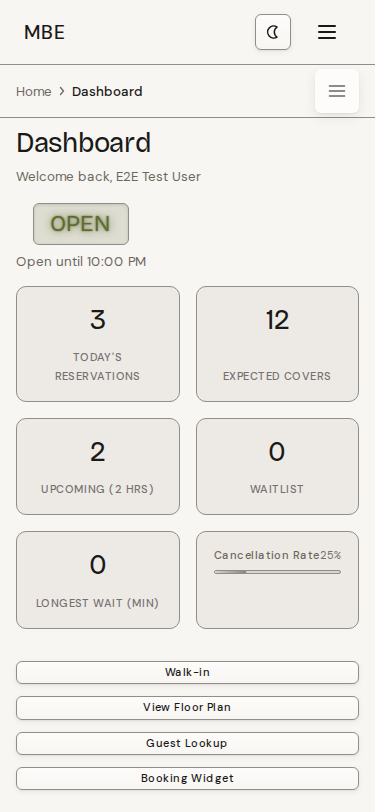 MBE
Home > Dashboard
Dashboard
Welcome back, E2E Test User
OPEN
Open until 10:00 PM
3
TODAY'S
RESERVATIONS
12
EXPECTED COVERS
2
UPCOMING (2 HRS)
0
WAITLIST
0
LONGEST WAIT (MIN)
Cancellation Rate25%
Walk-in
View Floor Plan
Guest Lookup
Booking Widget